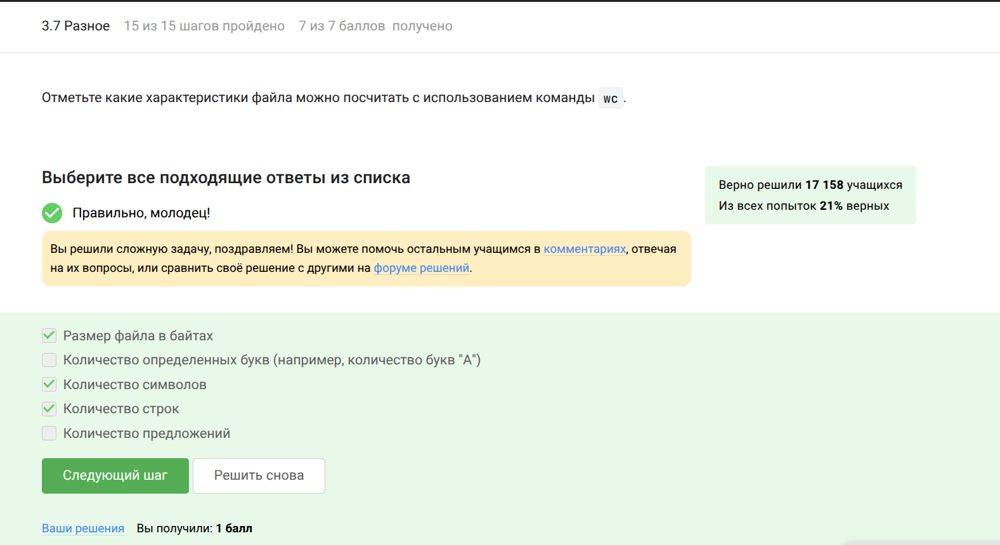 3.7 Разное 15 из 15 шагов пройдено 7 из 7 баллов получено
Отметьте какие характеристики файла можно посчитать с использованием команды wc.
Выберите все подходящие ответы из списка
Правильно, молодец!
Вы решили сложную задачу, поздравляем! Вы можете помочь остальным учащимся в комментариях, отвечая
на их вопросы, или сравнить своё решение с другими на форуме решений.
Верно решили 17 158 учащихся
Из всех попыток 21% верных
Размер файла в байтах
Количество определенных букв (например, количество букв "А")
Количество символов
Количество строк
Количество предложений
Следующий шаг
Решить снова
Ваши решения Вы получили: 1 балл